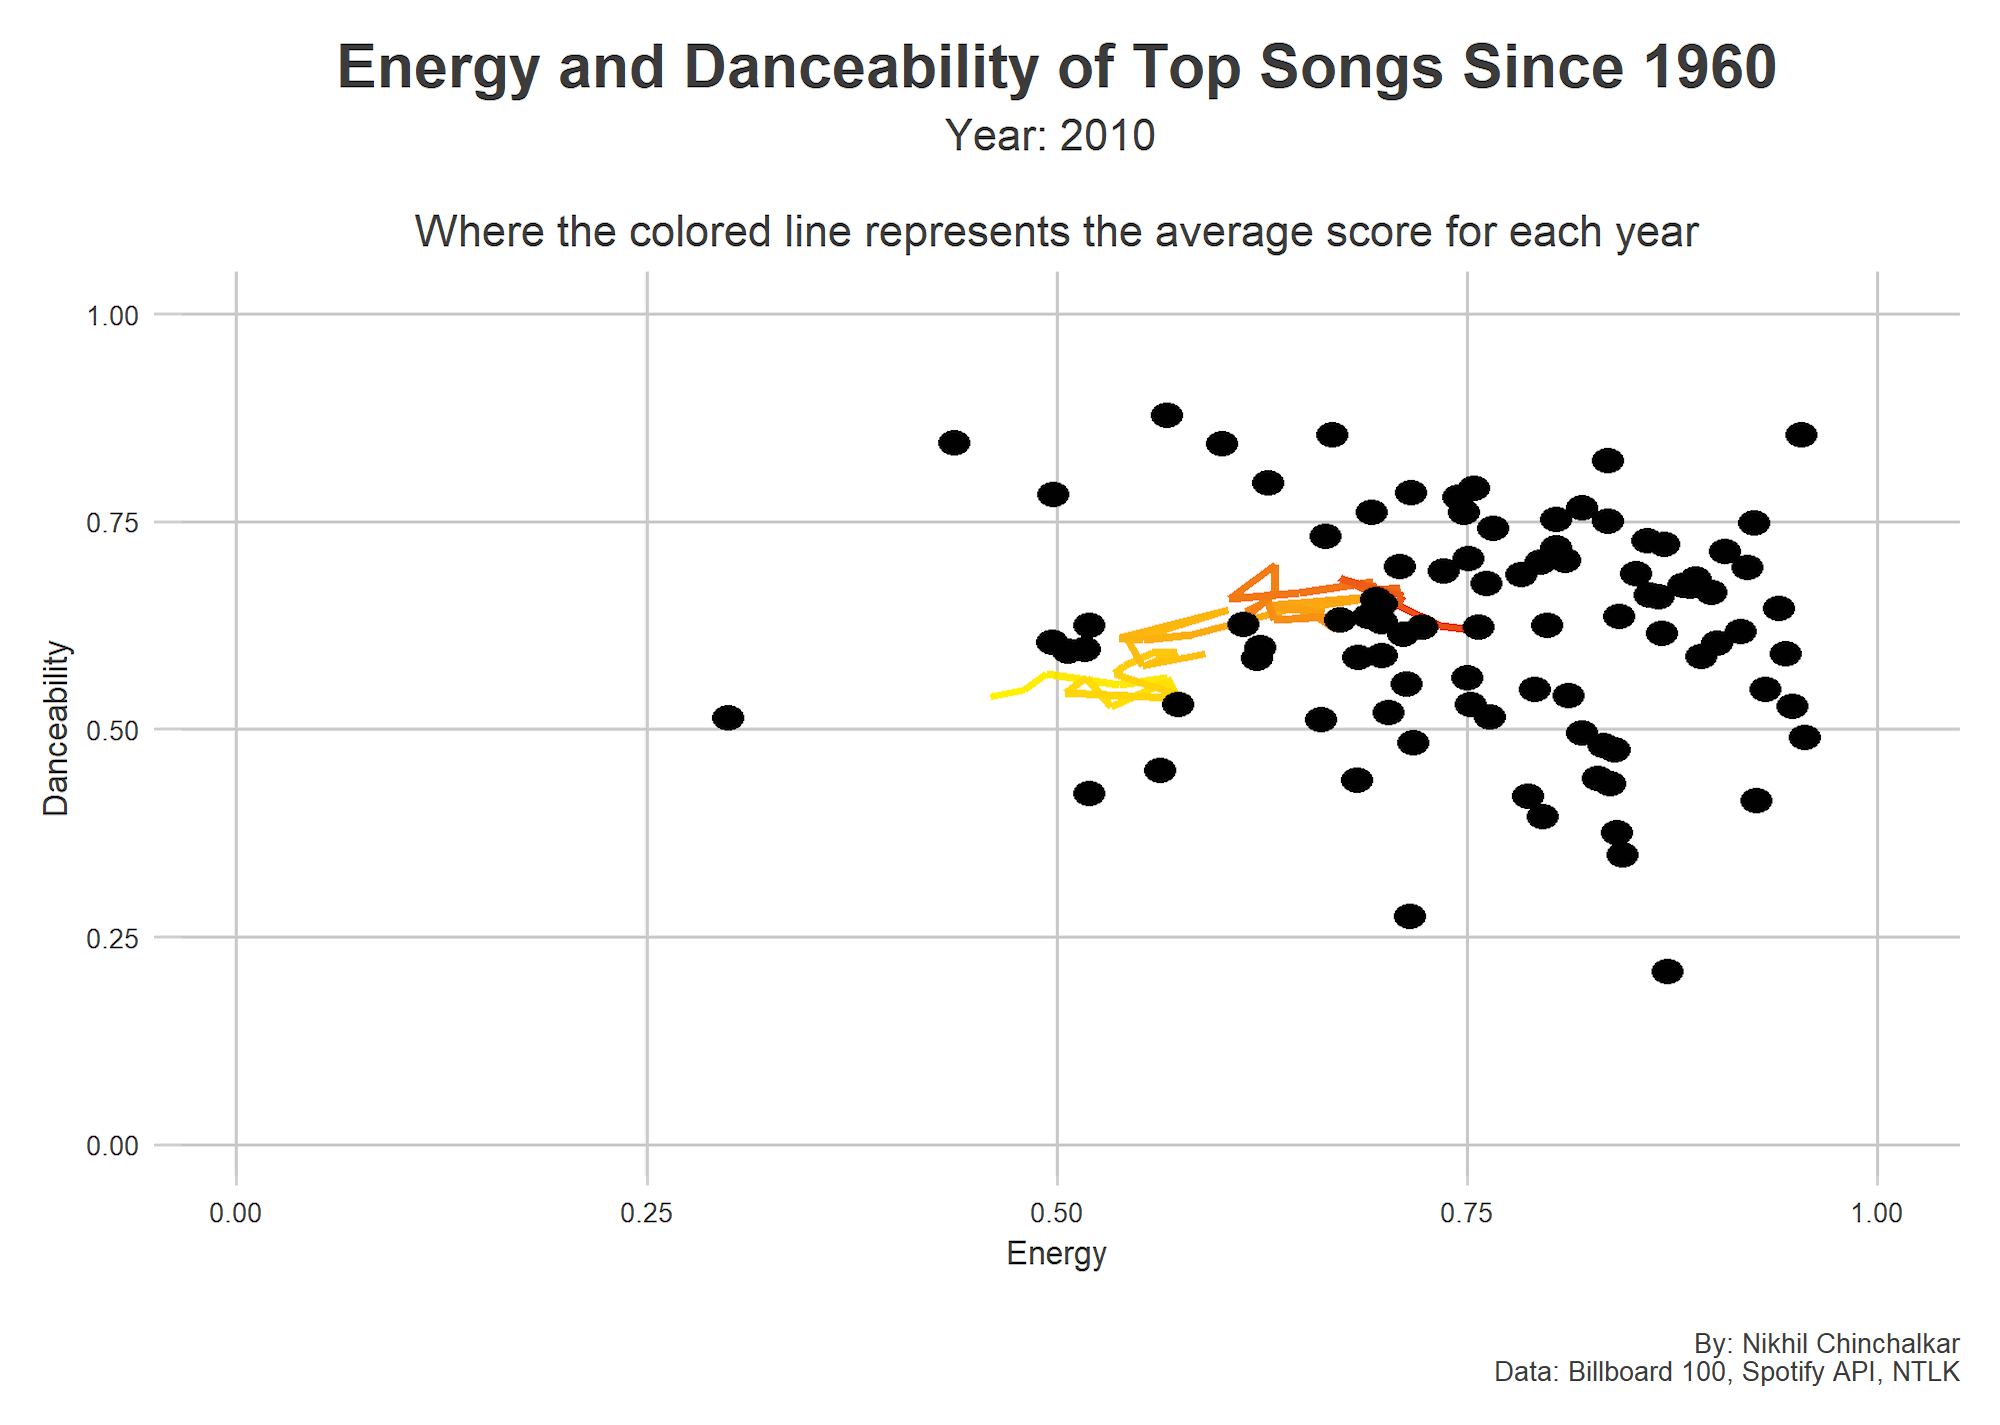 Energy and Danceability of Top Songs Since 1960
Year: 2010
Where the colored line represents the average score for each year
1.00
0.75
0.50
0.25
0.00
Danceability
0.00 0.25 0.50 0.75 1.00
Energy
By: Nikhil Chinchalkar
Data: Billboard 100, Spotify API, NTLK